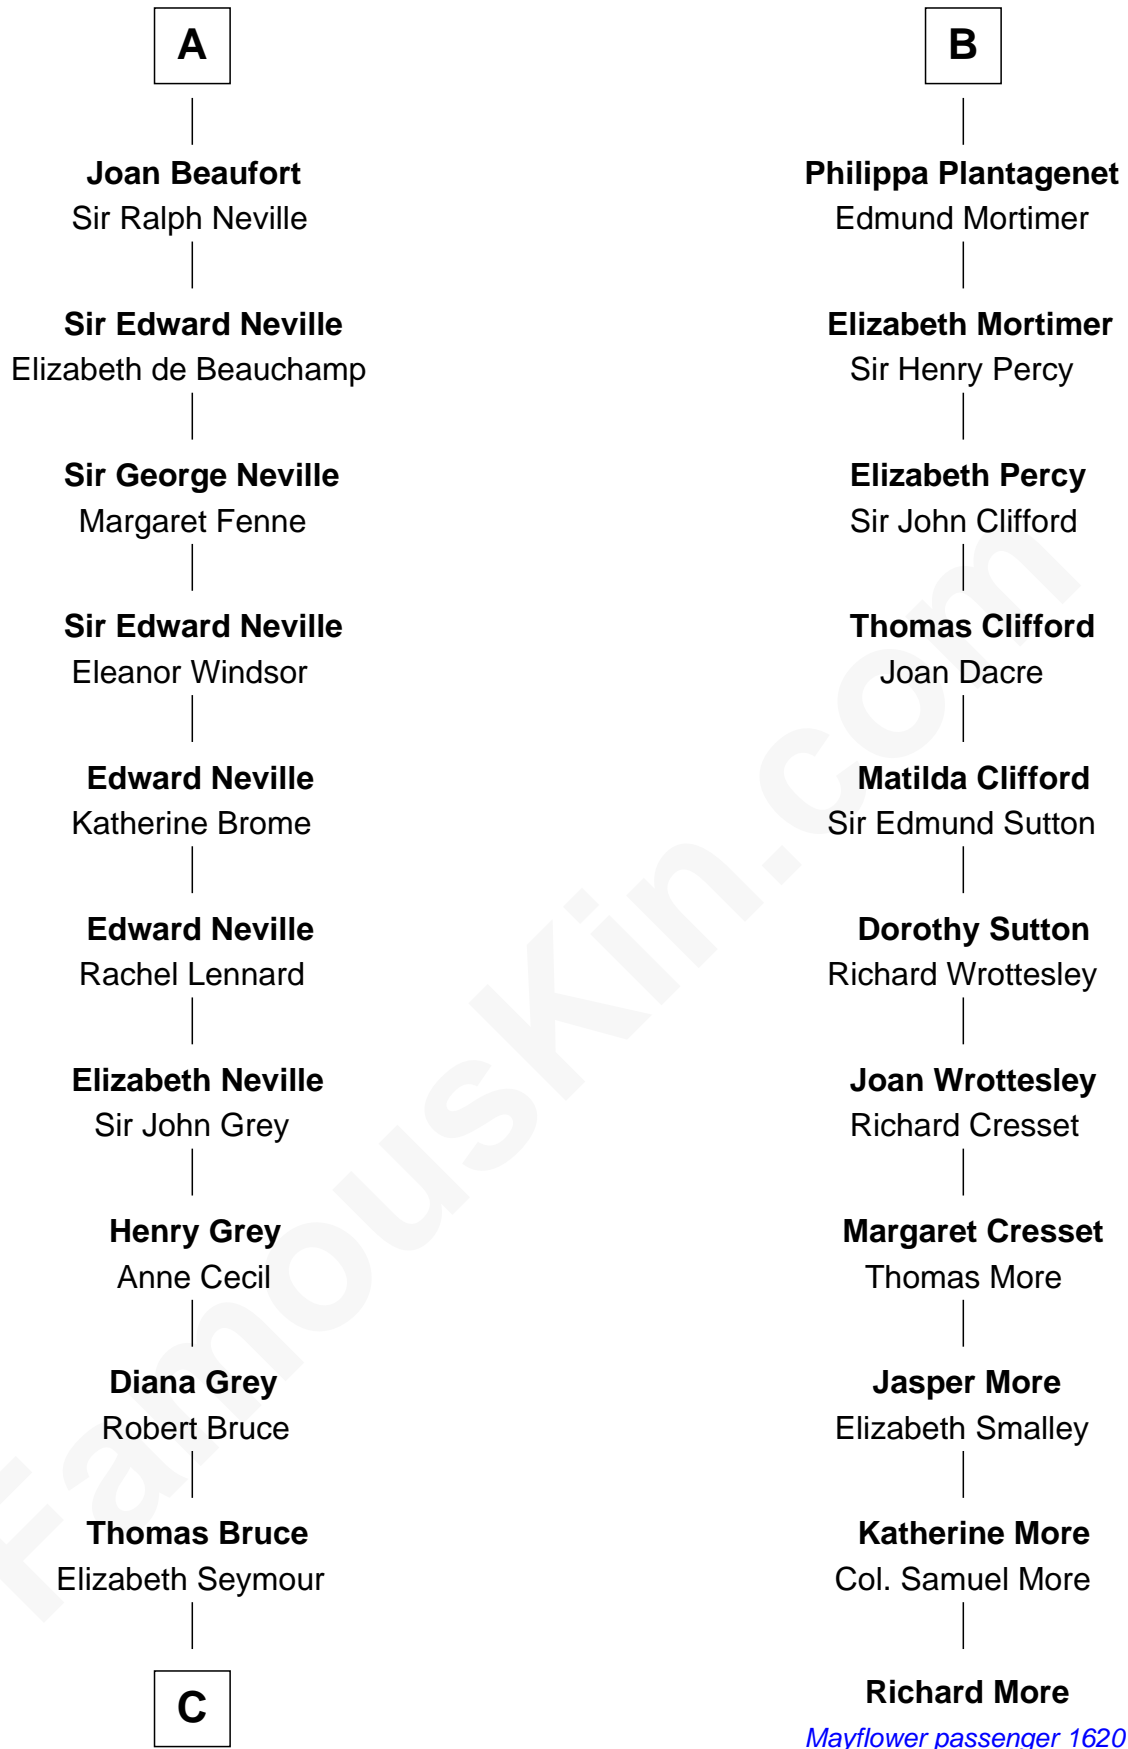 A
Joan Beaufort
Sir Ralph Neville
Sir Edward Neville
Elizabeth de Beauchamp
Sir George Neville
Margaret Fenne
Sir Edward Neville
Eleanor Windsor
Edward Neville
Katherine Brome
Edward Neville
Rachel Lennard
Elizabeth Neville
Sir John Grey
Henry Grey
Anne Cecil
Diana Grey
Robert Bruce
Thomas Bruce
Elizabeth Seymour
C
B
Philippa Plantagenet
Edmund Mortimer
Elizabeth Mortimer
Sir Henry Percy
Elizabeth Percy
Sir John Clifford
Thomas Clifford
Joan Dacre
Matilda Clifford
Sir Edmund Sutton
Dorothy Sutton
Richard Wrottesley
Joan Wrottesley
Richard Cresset
Margaret Cresset
Thomas More
Jasper More
Elizabeth Smalley
Katherine More
Col. Samuel More
Richard More
Mayflower passenger 1620
FamousKin.com